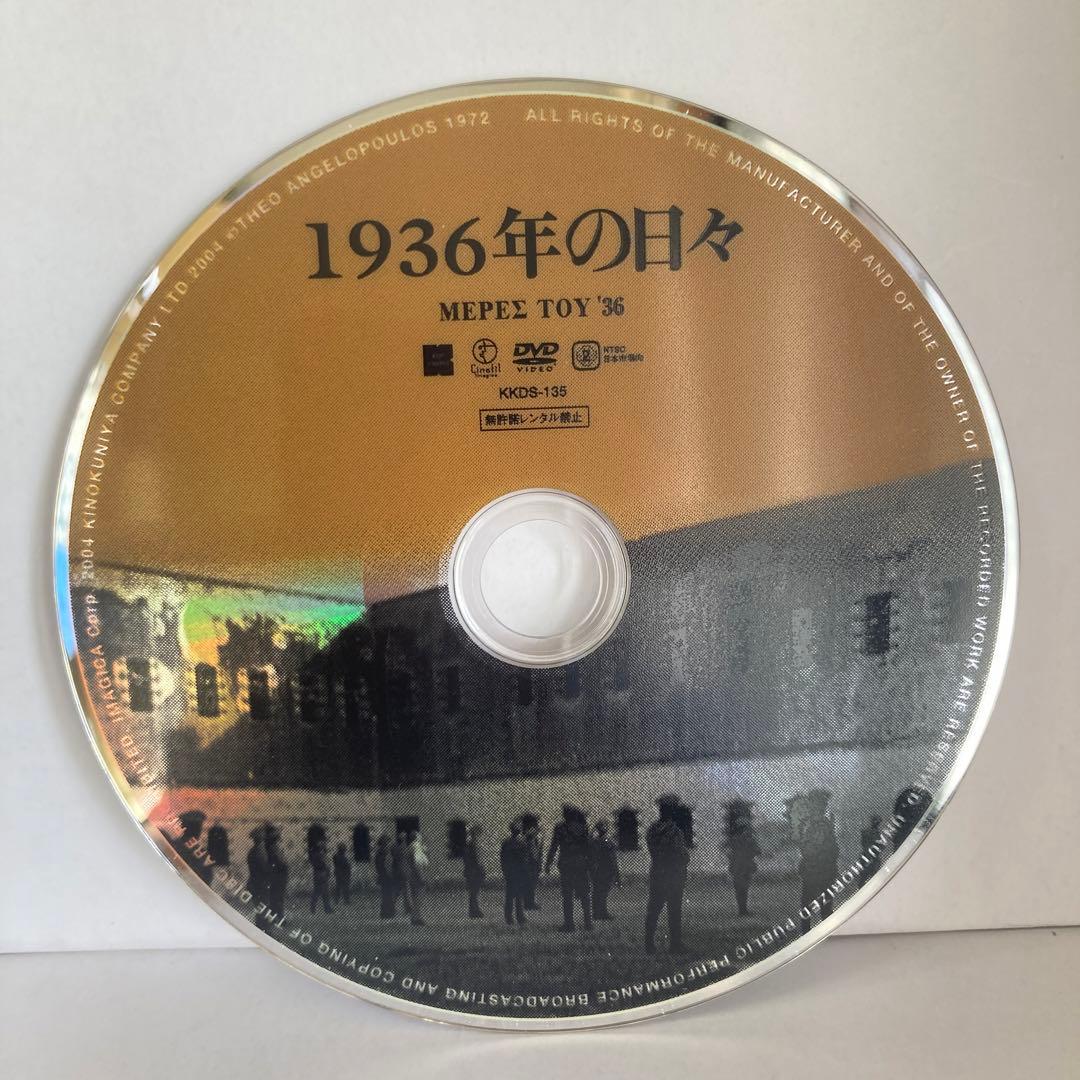 1936年の日々
ΜΕΡΕΣ ΤΟΥ '36
Cinefil
Imagica
DVD
VIDEO
2
NTSC
日本市場向
KKDS-135
無許諾レンタル禁止
ALL RIGHTS OF THE MANUFACTURER AND OF THE OWNER OF THE RECORDED WORK ARE RESERVED. UNAUTHORIZED PUBLIC PERFORMANCE BROADCASTING AND COPYING OF THE DISC ARE
IMAGICA Corp. 2004 KINOKUNIYA COMPANY LTD 2004 ©THEO ANGELOPOULOS 1972